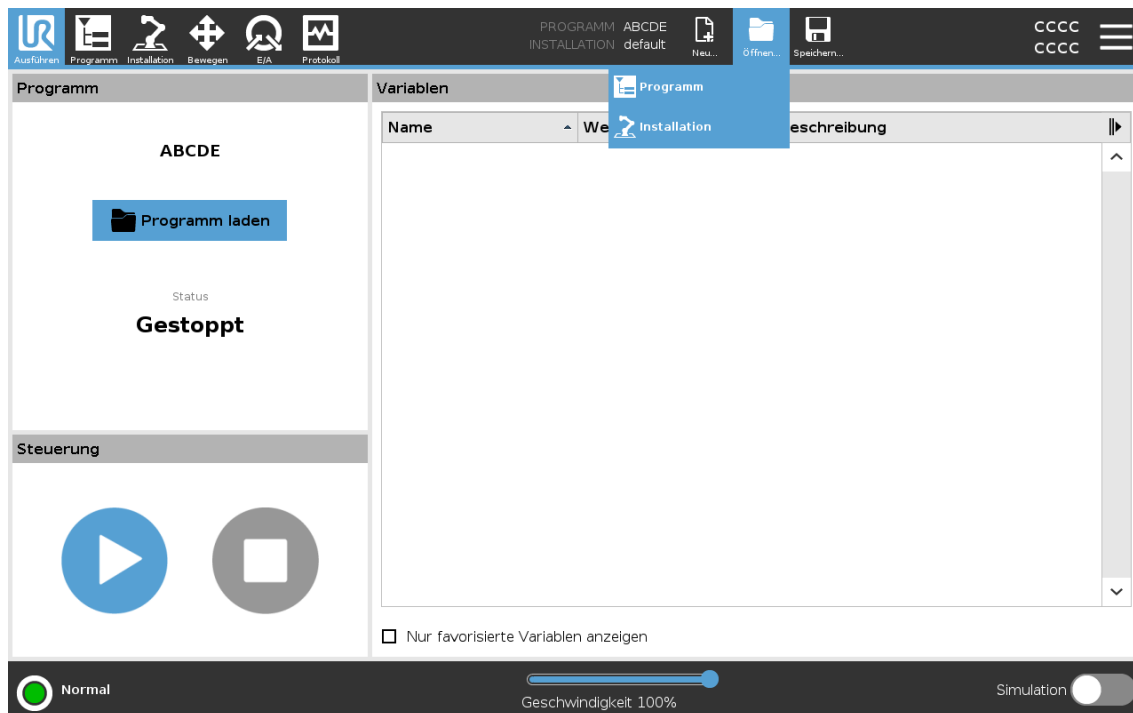 UR
Ausführen
Programm
Installation
Bewegen
E/A
Protokoll
PROGRAMM ABCDE
INSTALLATION default
Neu...
Öffnen...
Speichern...
CCCC
CCCC
Programm
Installation
Programm
ABCDE
Programm laden
Status
Gestoppt
Variablen
Name We eschreibung
Nur favorisierte Variablen anzeigen
Steuerung
Normal
Geschwindigkeit 100%
Simulation